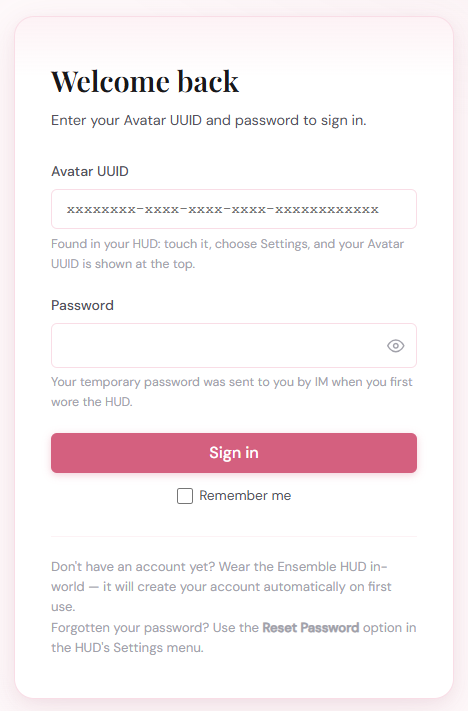 Welcome back
Enter your Avatar UUID and password to sign in.
Avatar UUID
xxxxxxxx-xxxx-xxxx-xxxx-xxxxxxxxxxxx
Found in your HUD: touch it, choose Settings, and your Avatar
UUID is shown at the top.
Password
Your temporary password was sent to you by IM when you first
wore the HUD.
Sign in
Remember me
Don't have an account yet? Wear the Ensemble HUD in-
world — it will create your account automatically on first
use.
Forgotten your password? Use the Reset Password option in
the HUD's Settings menu.